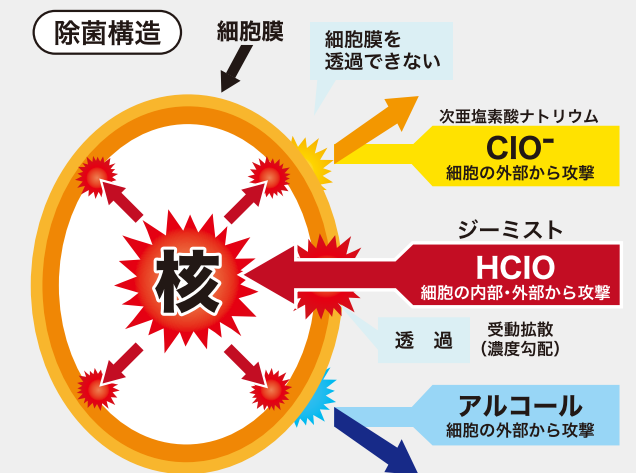 除菌構造
細胞膜
細胞膜を
透過できない
次亜塩素酸ナトリウム
ClO-
細胞の外部から攻撃
ジーミスト
HClO
細胞の内部・外部から攻撃
核
透 過
受動拡散
（濃度勾配）
アルコール
細胞の外部から攻撃